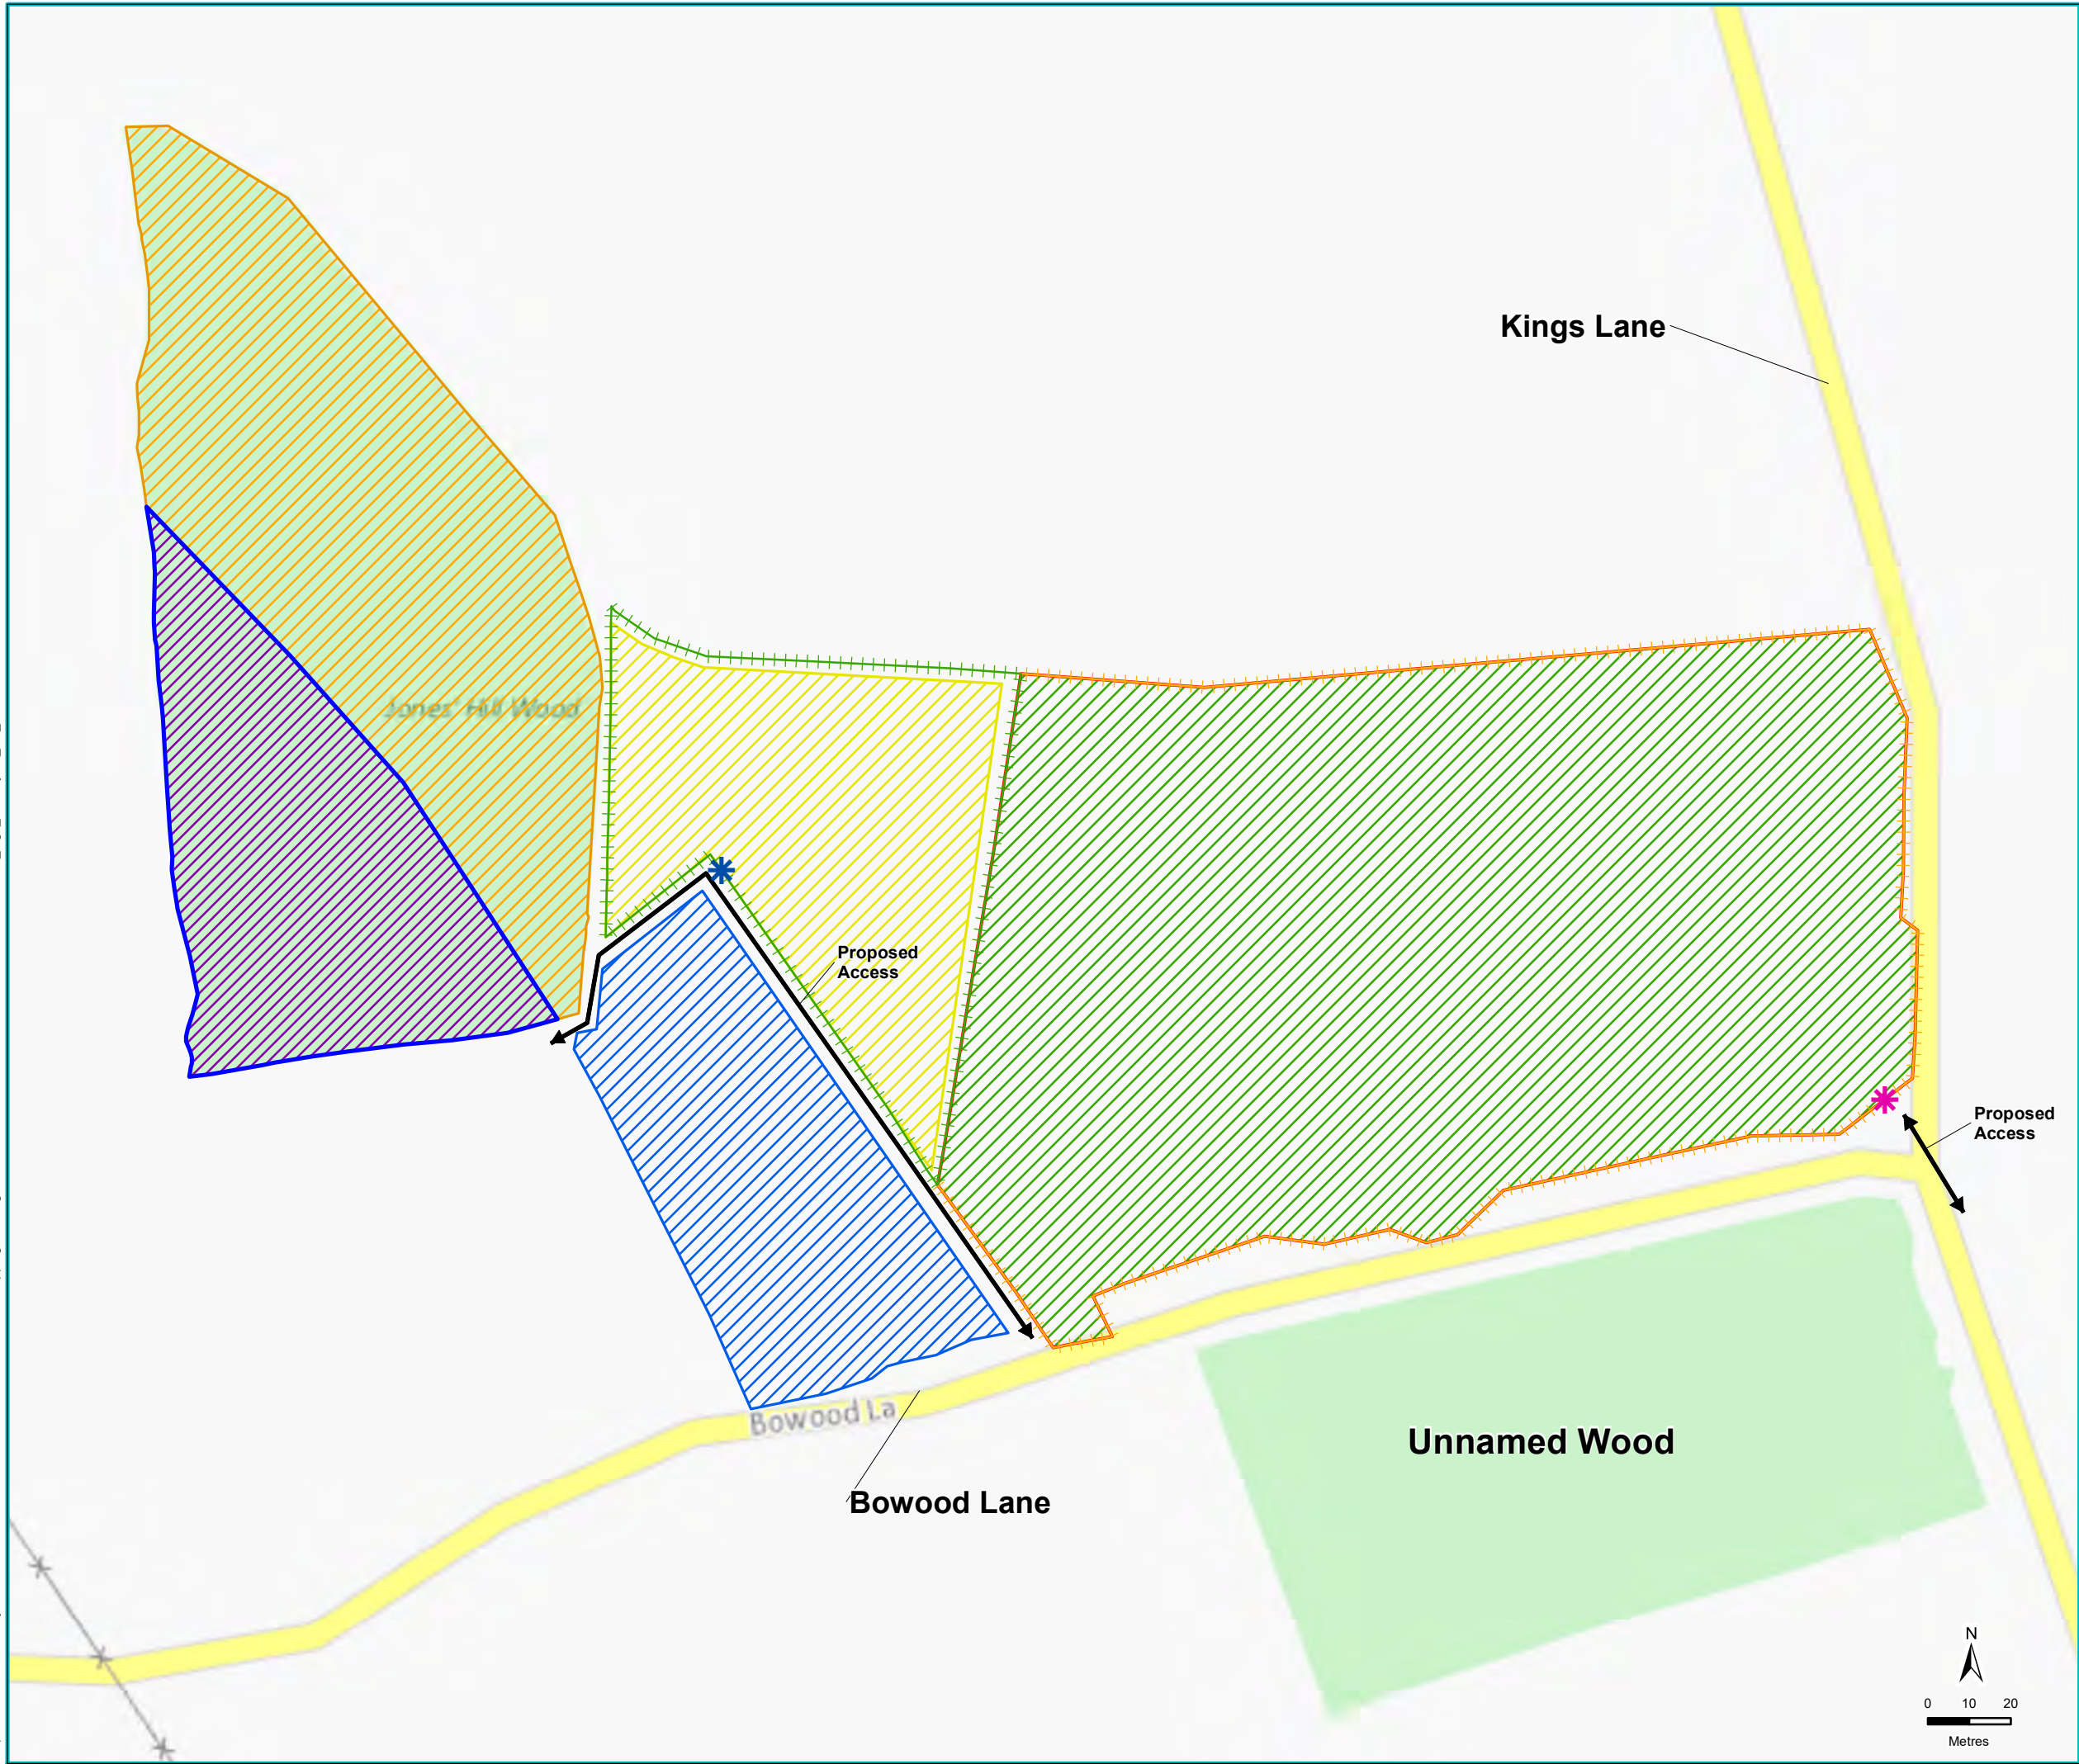 Kings Lane
Jones' Hill Wood
Proposed
Access
Proposed
Access
Bowood La
Unnamed Wood
Bowood Lane
N
0 10 20
Metres